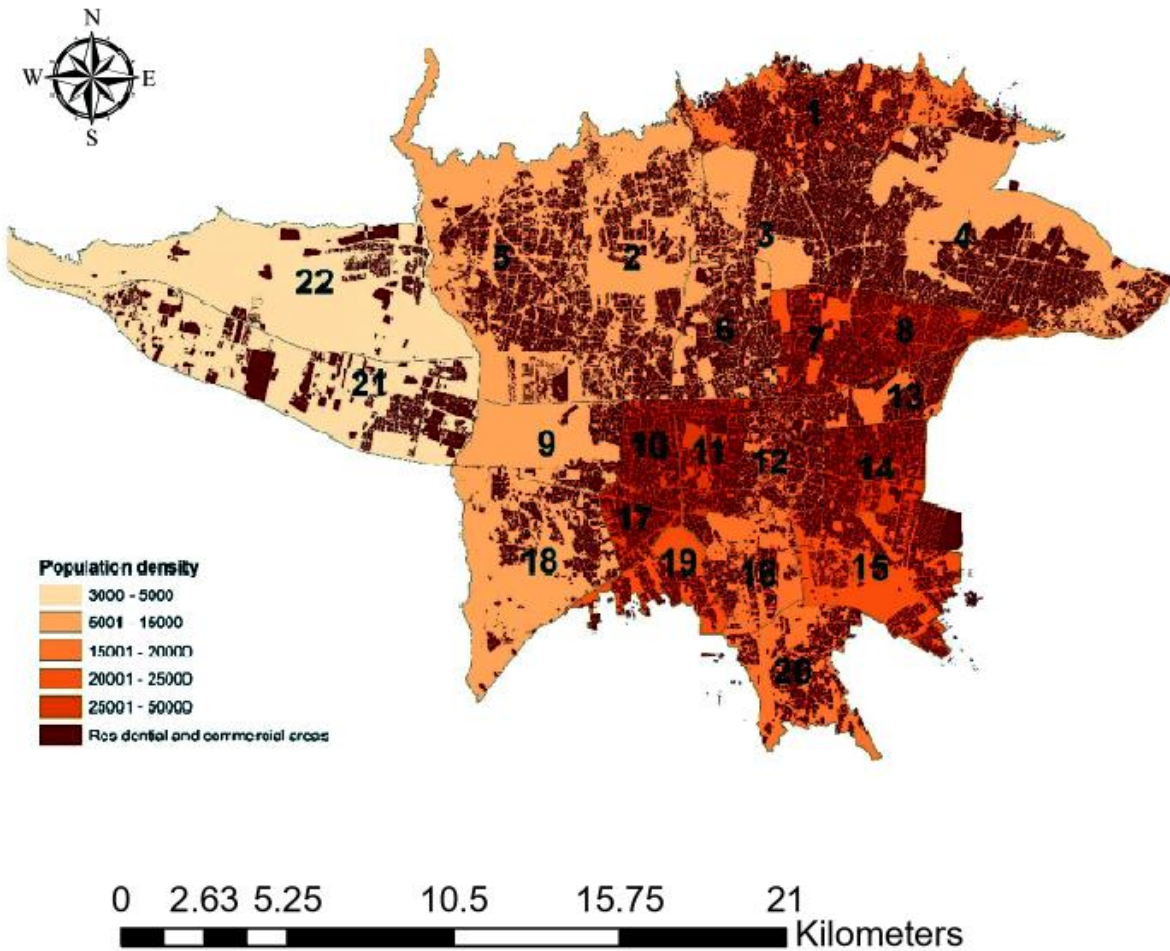 N
W E
S
1
5 2 3 4
22
6 7 8
21
13
9 10 11 12 14
17
18 19 16 15
20
Population density
3000 - 5000
5001 - 15000
15001 - 20000
20001 - 25000
25001 - 50000
Residential and commercial areas
0 2.63 5.25 10.5 15.75 21
Kilometers